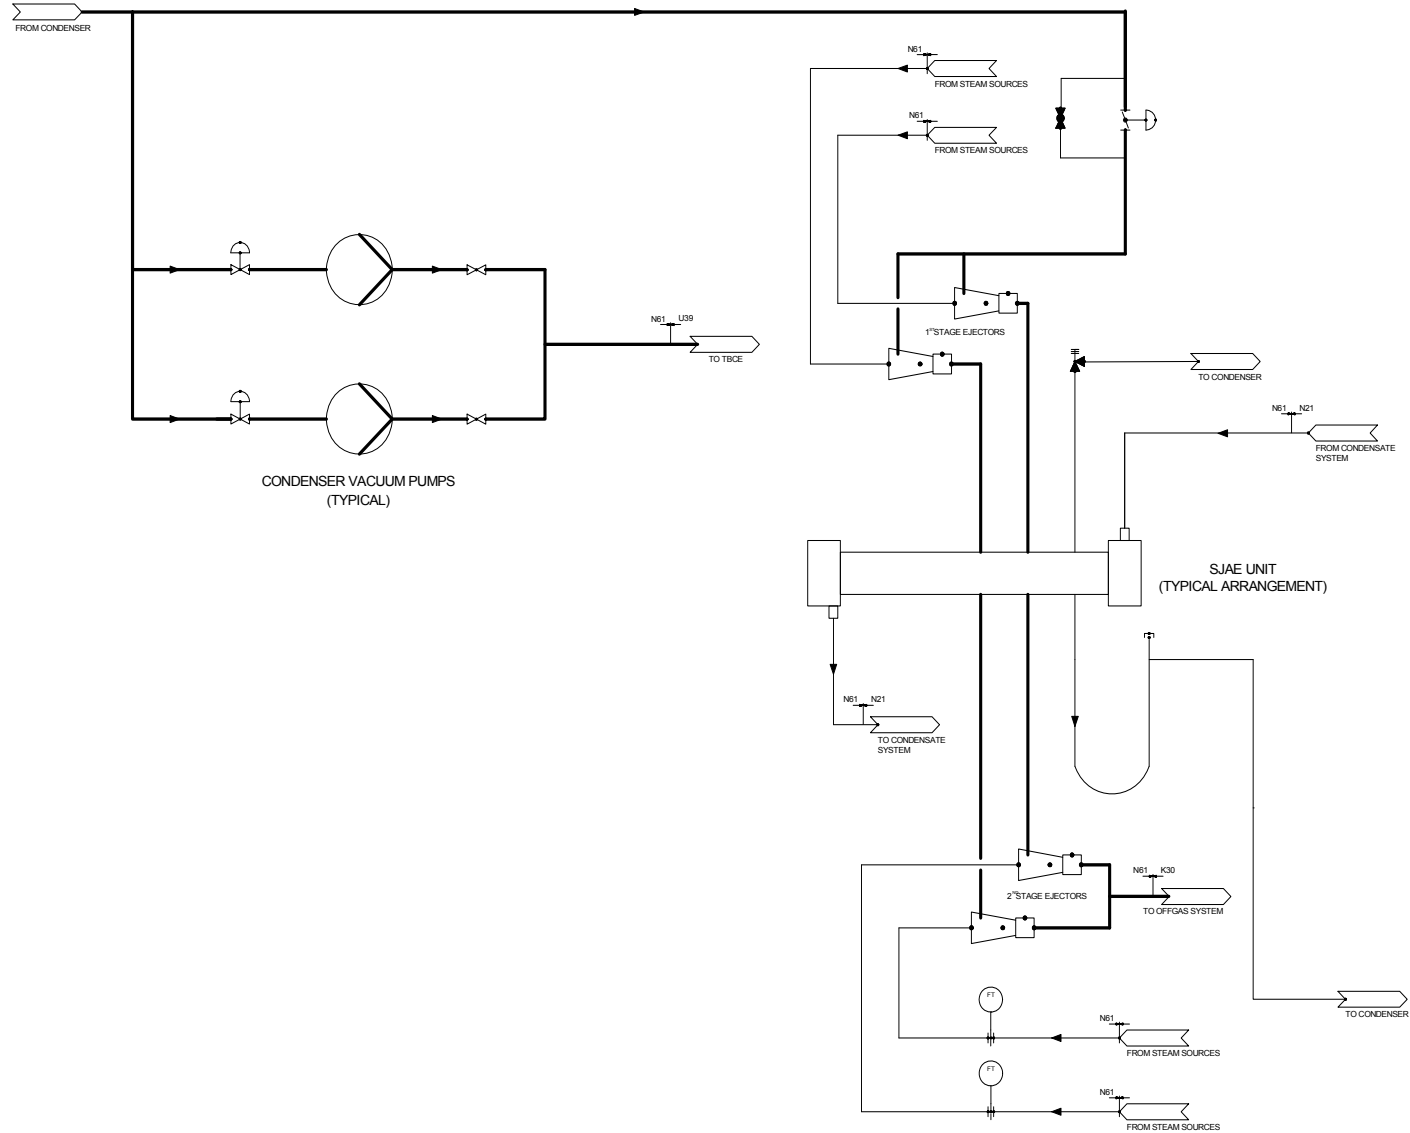 FROM CONDENSER
N61
FROM STEAM SOURCES
N61
FROM STEAM SOURCES
1ST STAGE EJECTORS
N61 U39
TO TBCE
TO CONDENSER
N61 N21
FROM CONDENSATE
SYSTEM
CONDENSER VACUUM PUMPS
(TYPICAL)
SJAE UNIT
(TYPICAL ARRANGEMENT)
N61 N21
TO CONDENSATE
SYSTEM
2ND STAGE EJECTORS
N61 K30
TO OFFGAS SYSTEM
FT
N61
FROM STEAM SOURCES
TO CONDENSER
FT
N61
FROM STEAM SOURCES